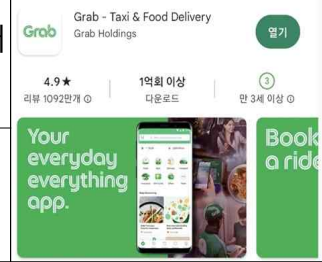 Grab - Taxi & Food Delivery
Grab
Grab Holdings
열기
4.9★
1억회 이상
3
리뷰 1092만개 ⓘ
다운로드
만 3세 이상 ⓘ
Your
everyday
everything
app.
Book
a ride